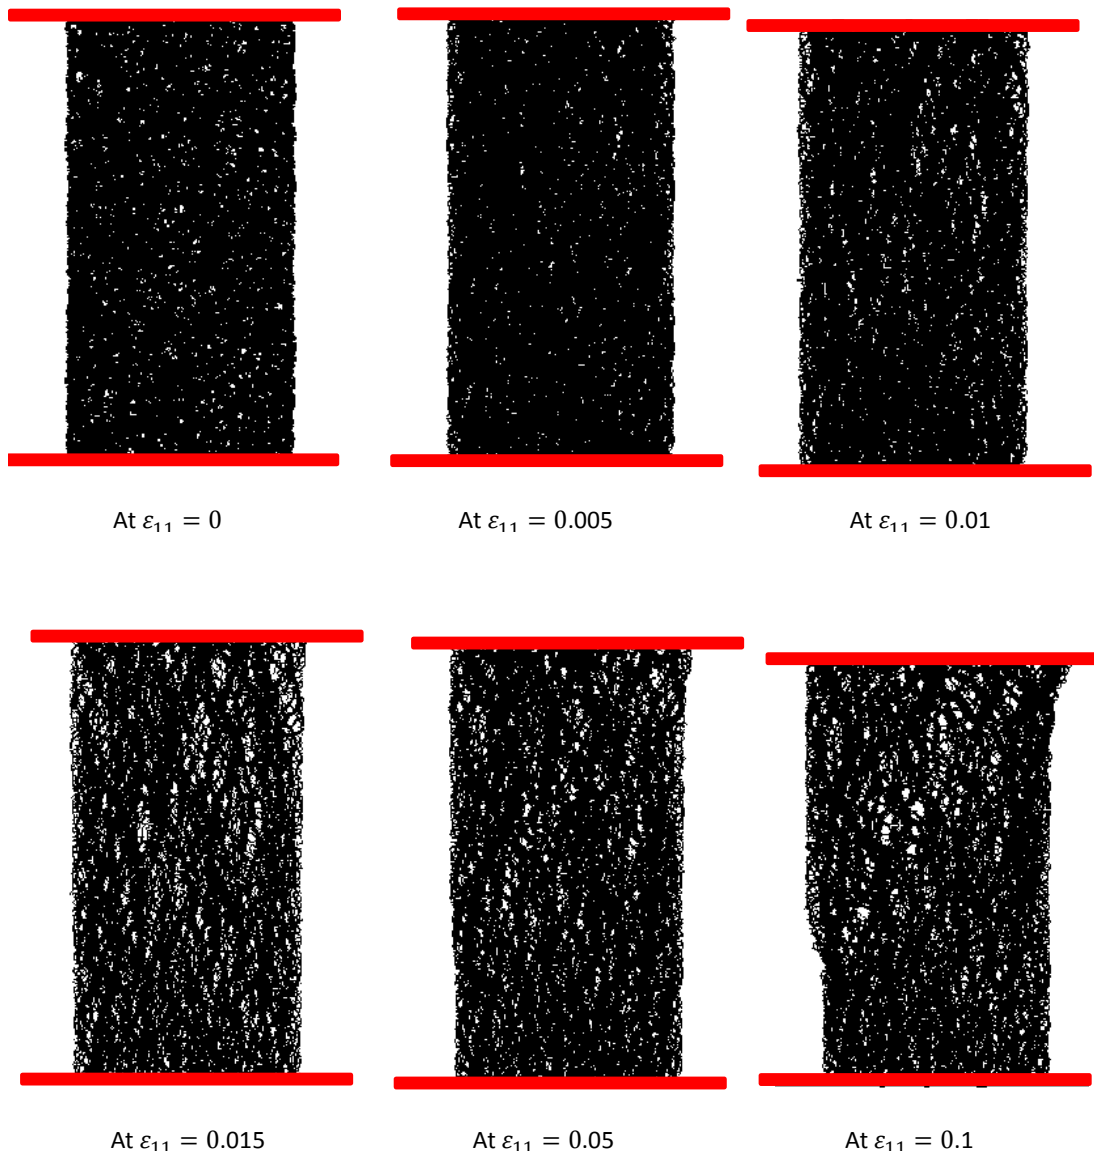 At ε₁₁ = 0
At ε₁₁ = 0.005
At ε₁₁ = 0.01
At ε₁₁ = 0.015
At ε₁₁ = 0.05
At ε₁₁ = 0.1